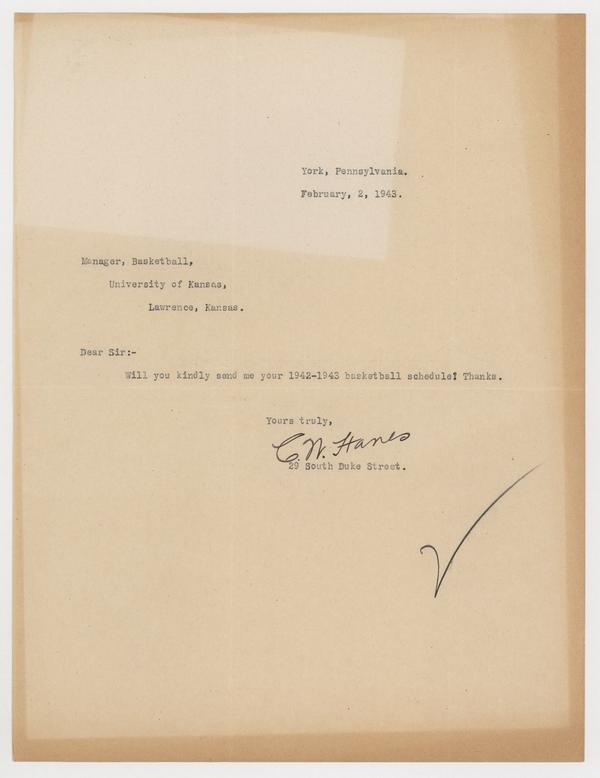 York, Pennsylvania.
February, 2, 1943.
Manager, Basketball,
University of Kansas,
Lawrence, Kansas.
Dear Sir:-
Will you kindly send me your 1942-1943 basketball schedule? Thanks.
Yours truly,
C. W. Hanes
29 South Duke Street.